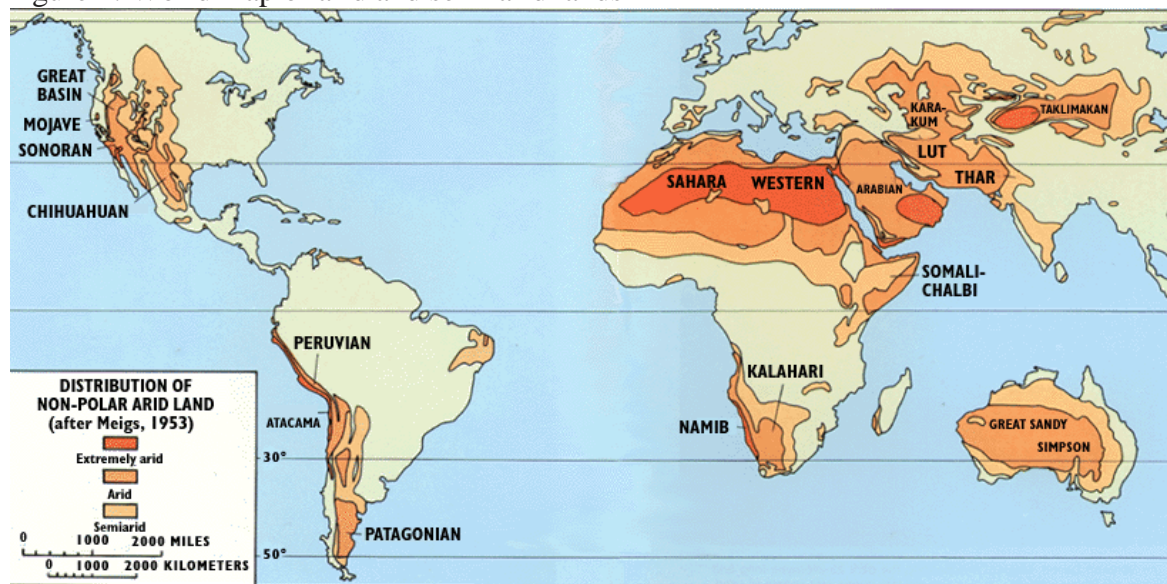 GREAT
BASIN
MOJAVE
SONORAN
CHIHUAHUAN
PERUVIAN
ATACAMA
PATAGONIAN
30°
50°
SAHARA
WESTERN
ARABIAN
KARA-
KUM
TAKLIMAKAN
LUT
THAR
SOMALI-
CHALBI
KALAHARI
NAMIB
GREAT SANDY
SIMPSON
DISTRIBUTION OF
NON-POLAR ARID LAND
(after Meigs, 1953)
Extremely arid
Arid
Semiarid
0 1000 2000 MILES
0 1000 2000 KILOMETERS